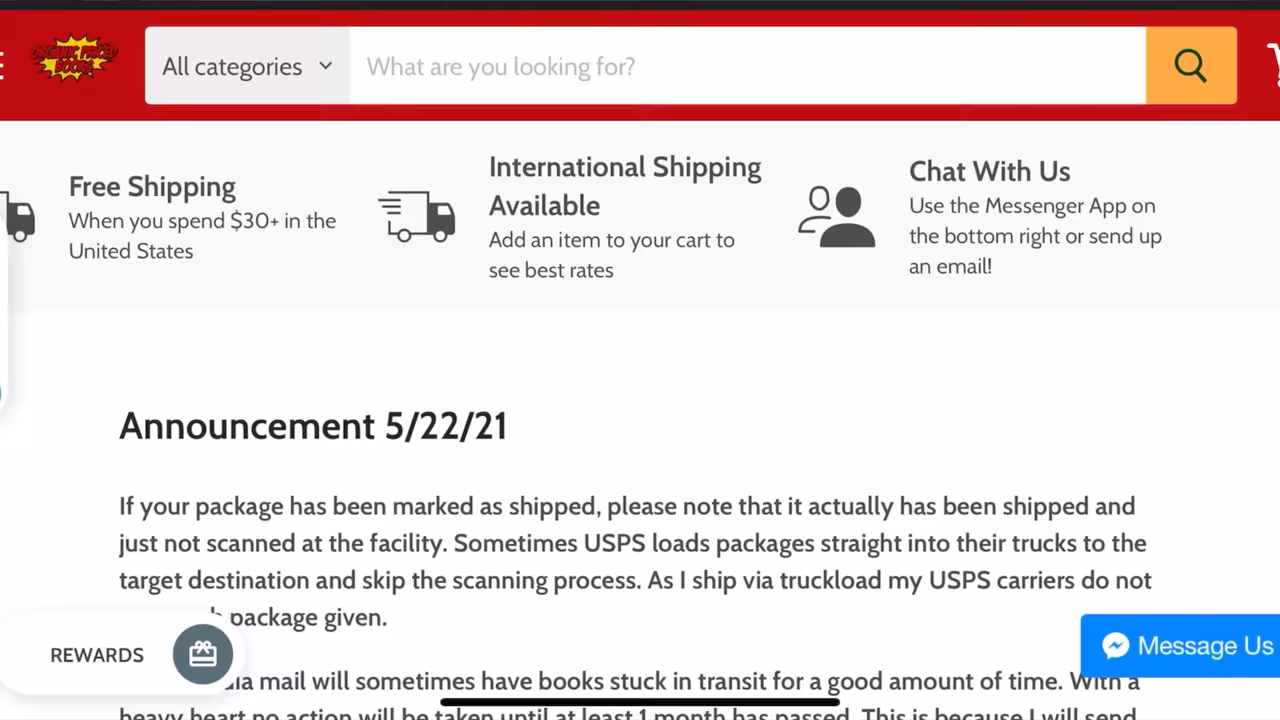 ORGANIC PRICED
BOOKS
All categories
What are you looking for?
Free Shipping
When you spend $30+ in the
United States
International Shipping
Available
Add an item to your cart to
see best rates
Chat With Us
Use the Messenger App on
the bottom right or send up
an email!
Announcement 5/22/21
If your package has been marked as shipped, please note that it actually has been shipped and
just not scanned at the facility. Sometimes USPS loads packages straight into their trucks to the
target destination and skip the scanning process. As I ship via truckload my USPS carriers do not
package given.
REWARDS
Message Us
mail will sometimes have books stuck in transit for a good amount of time. With a
heavy heart no action will be taken until at least 1 month has passed. This is because I will send